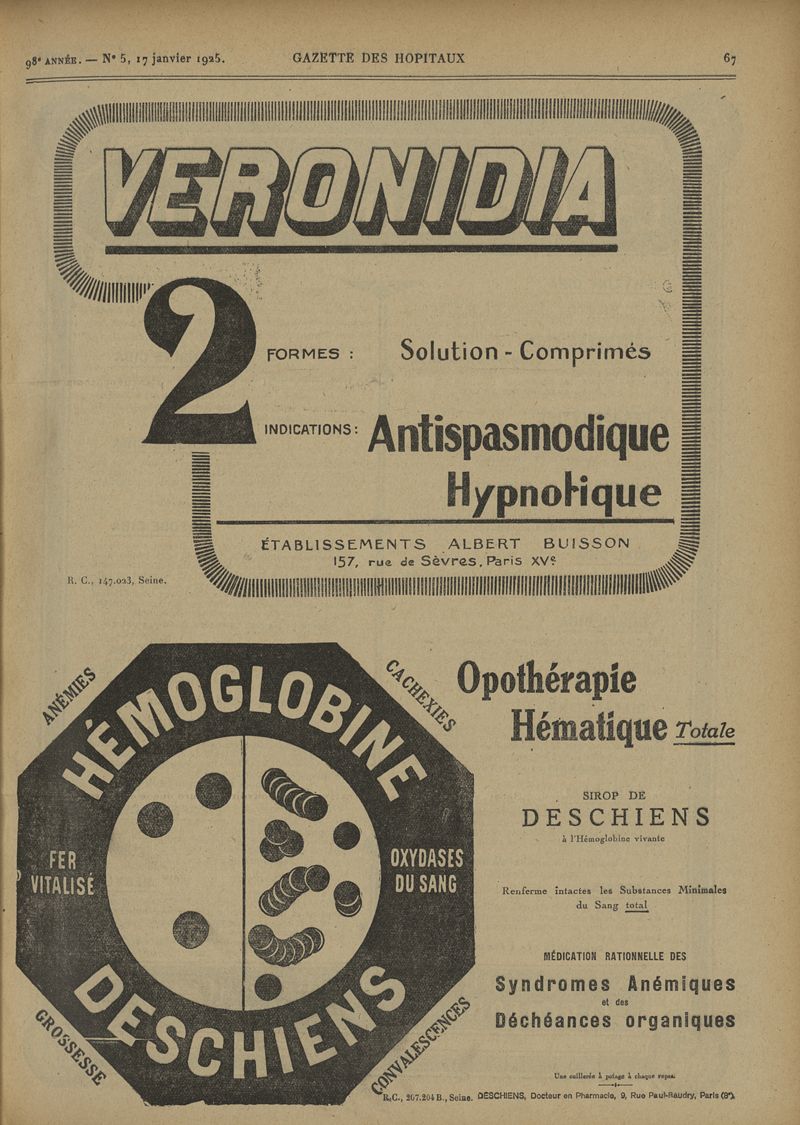 98e ANNÉE. — N° 5, 17 janvier 1925. GAZETTE DES HOPITAUX 67
VERONIDIA
2
FORMES : Solution - Comprimés
INDICATIONS: Antispasmodique
Hypnotique
ÉTABLISSEMENTS ALBERT BUISSON
157, rue de Sèvres, Paris XVe
R. C., 147.023, Seine.
ANÉMIES
CACHEXIES
HÉMOGLOBINE
FER
VITALISÉ
OXYDASES
DU SANG
DESCHIENS
GROSSESSE
CONVALESCENCES
Opothérapie
Hématique Totale
SIROP DE
DESCHIENS
à l'Hémoglobine vivante
Renferme intactes les Substances Minimales
du Sang total
MÉDICATION RATIONNELLE DES
Syndromes Anémiques
et des
Déchéances organiques
Une cuillerée à potage à chaque repas.
R.C., 207.204 B., Seine. DESCHIENS, Docteur en Pharmacie, 9, Rue Paul-Baudry, Paris (8e).